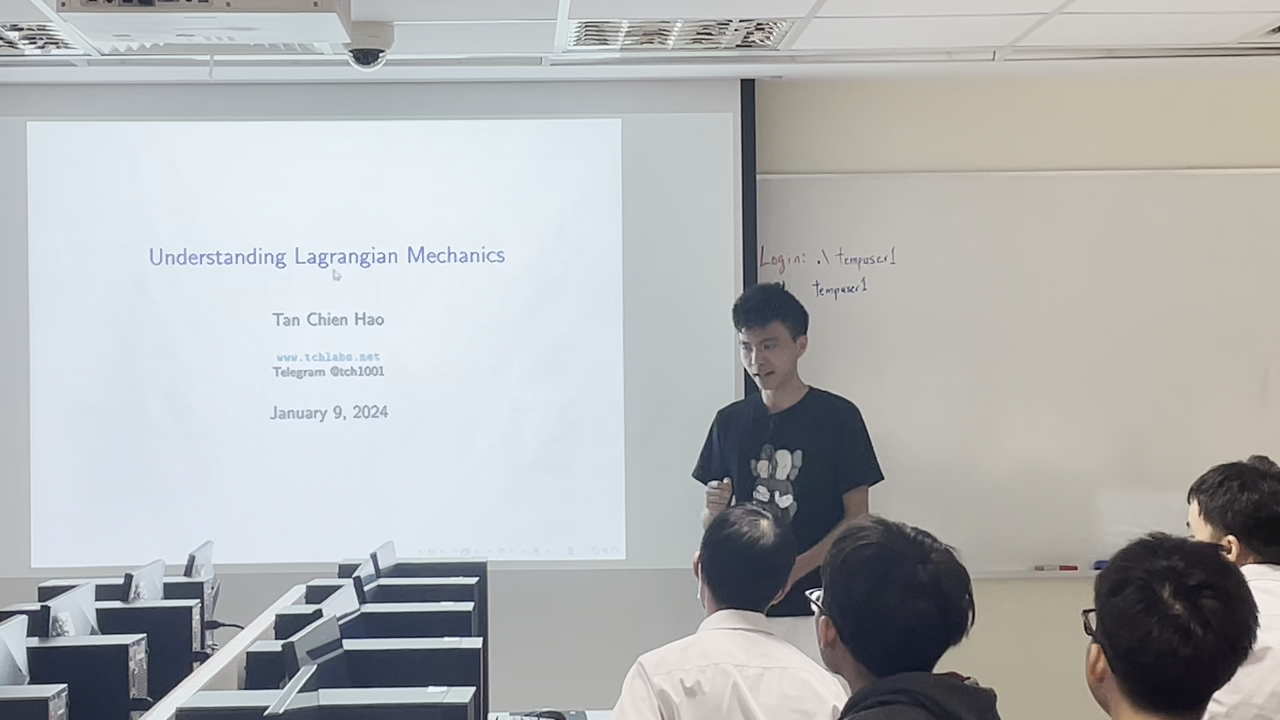 Understanding Lagrangian Mechanics
Tan Chien Hao
www.tchlabs.net
Telegram @tch1001
January 9, 2024
Login: .\ tempuser1
tempuser1